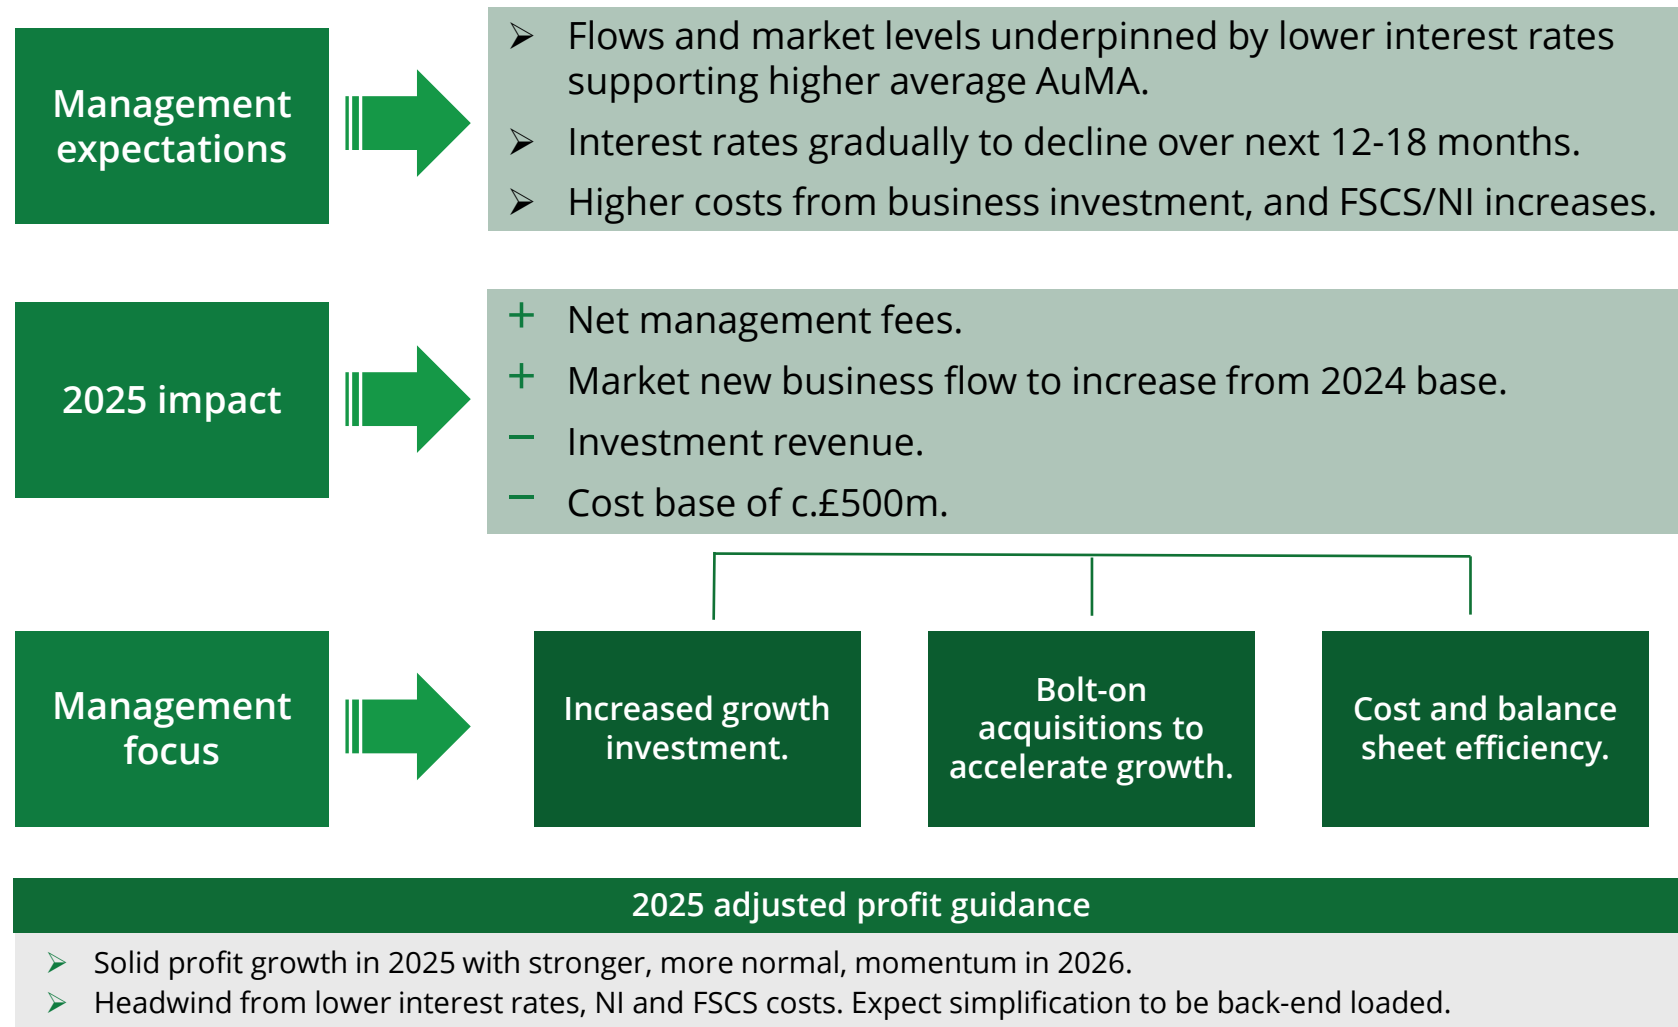 Management
expectations
➢ Flows and market levels underpinned by lower interest rates
supporting higher average AuMA.
➢ Interest rates gradually to decline over next 12-18 months.
➢ Higher costs from business investment, and FSCS/NI increases.
2025 impact
+ Net management fees.
+ Market new business flow to increase from 2024 base.
− Investment revenue.
− Cost base of c.£500m.
Management
focus
Increased growth
investment.
Bolt-on
acquisitions to
accelerate growth.
Cost and balance
sheet efficiency.
2025 adjusted profit guidance
➢ Solid profit growth in 2025 with stronger, more normal, momentum in 2026.
➢ Headwind from lower interest rates, NI and FSCS costs. Expect simplification to be back-end loaded.